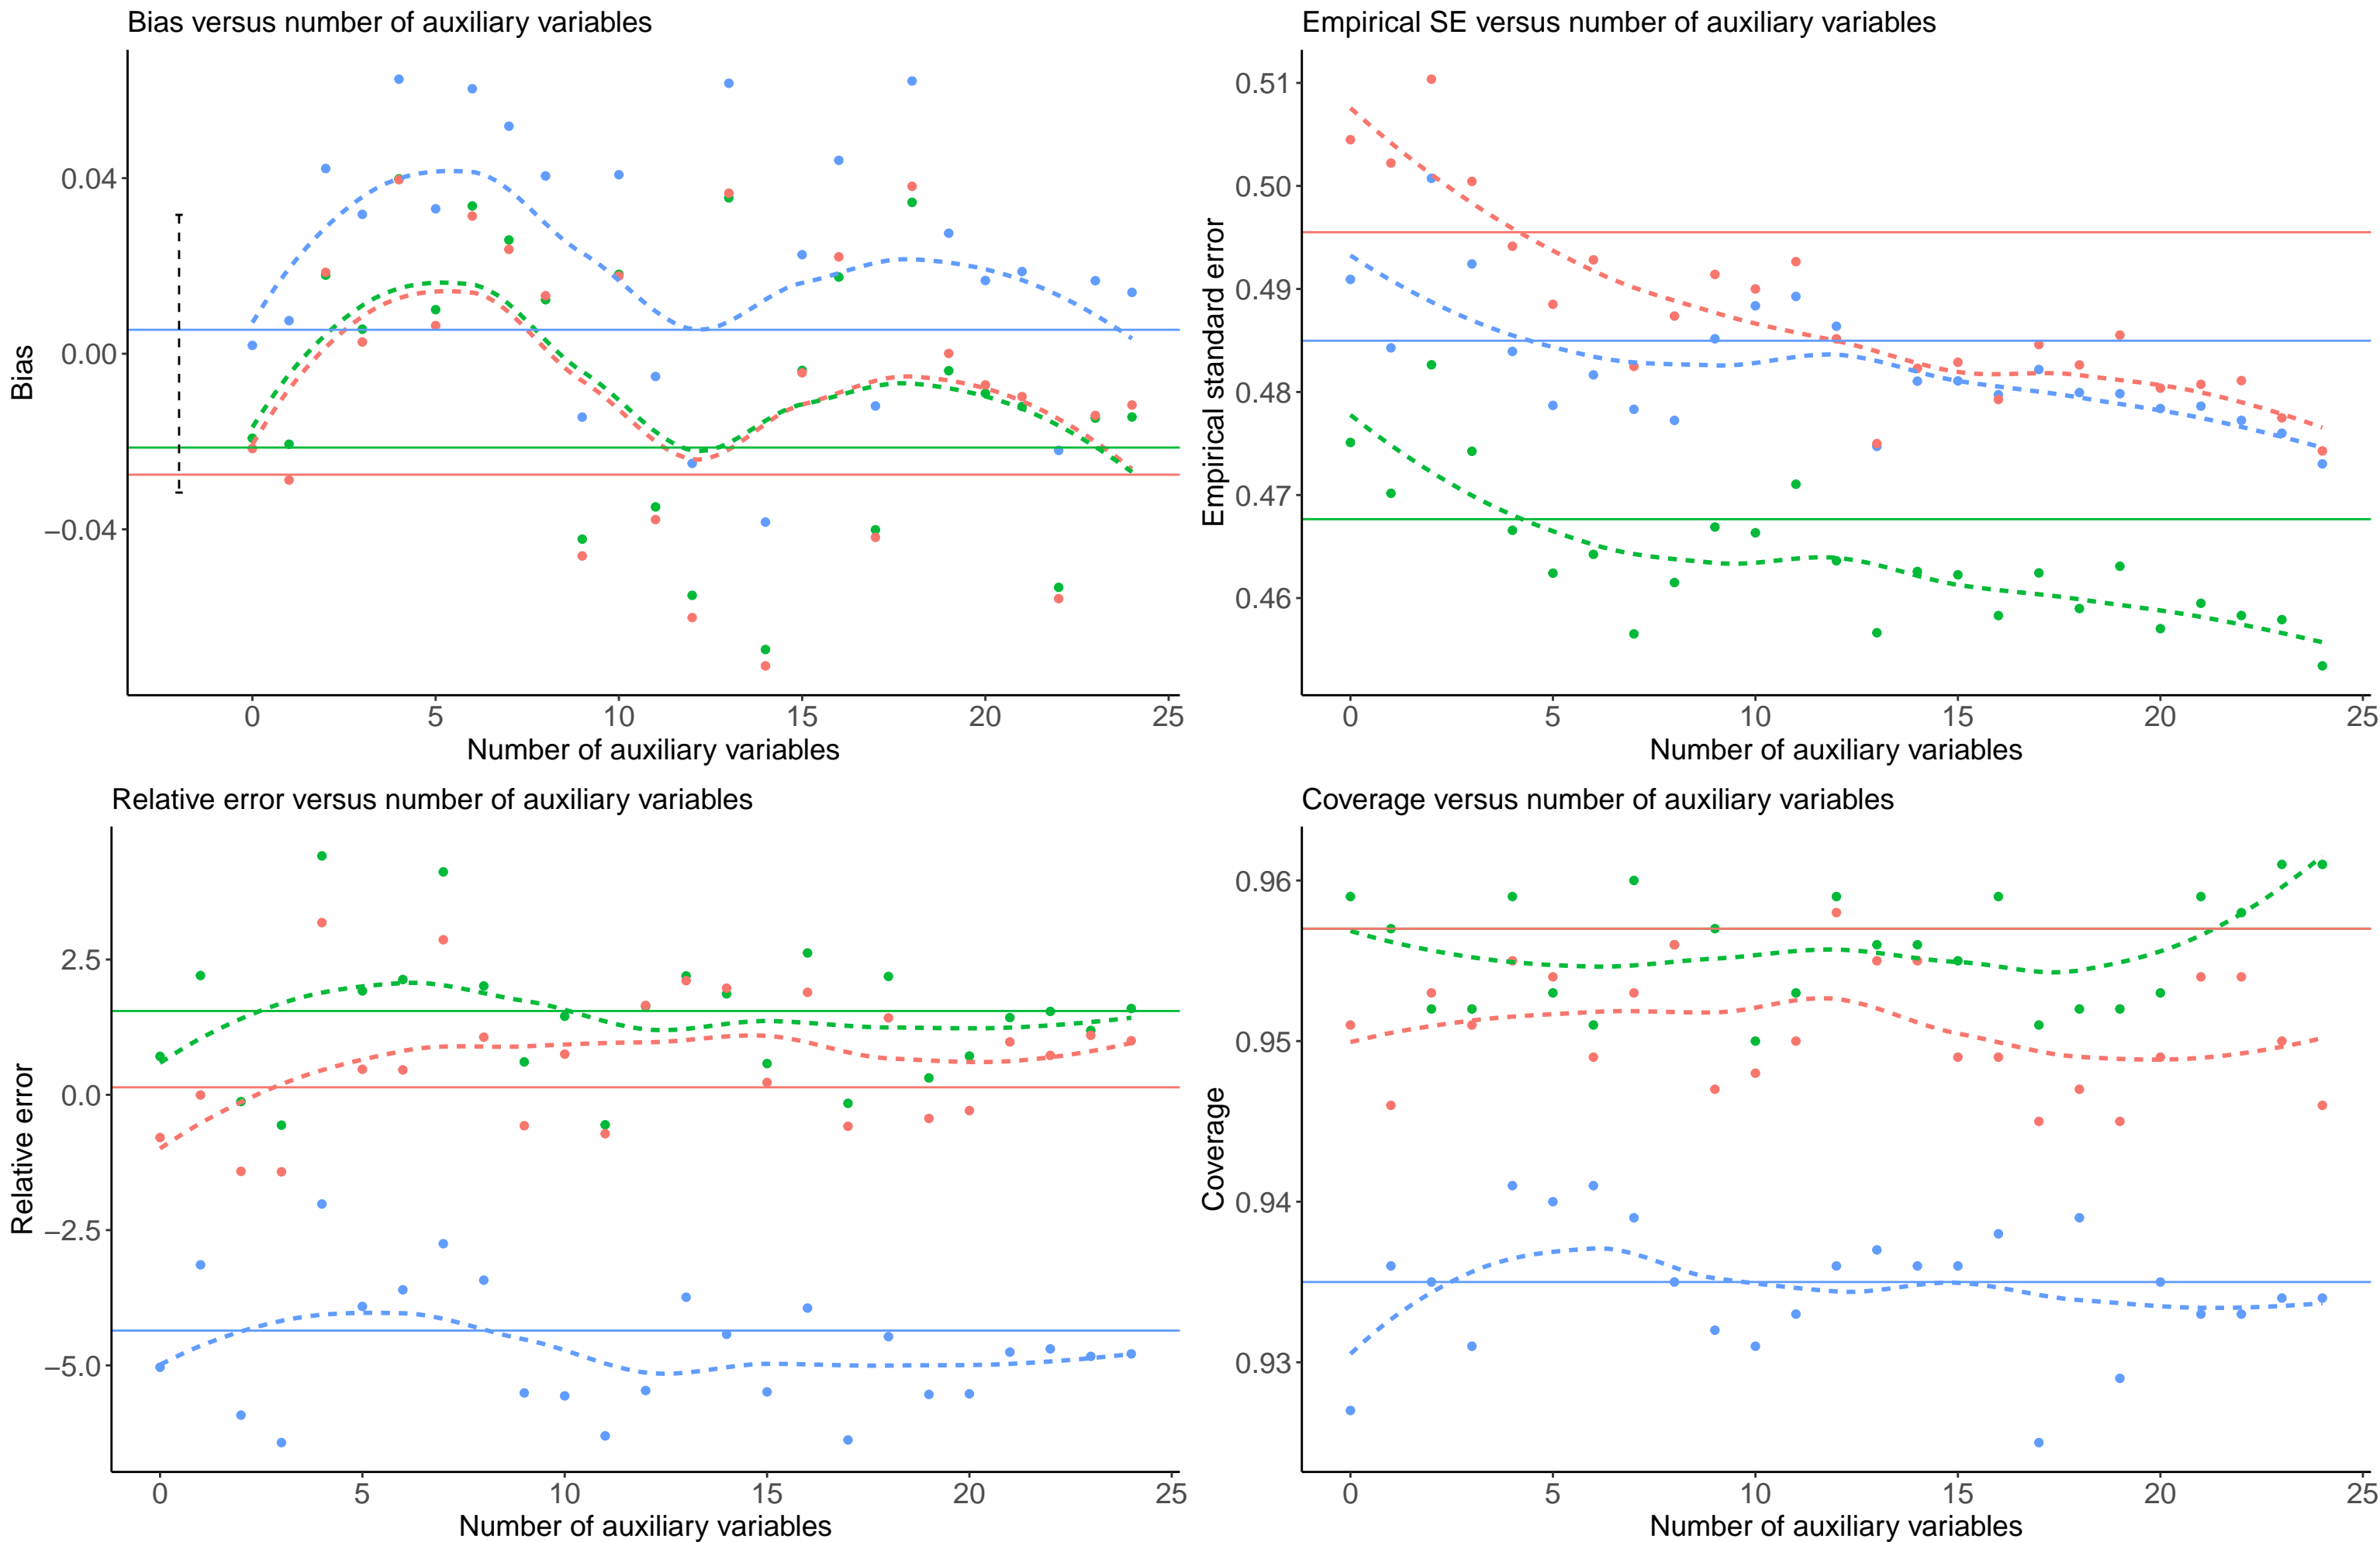 Bias versus number of auxiliary variables
0.04
0.00
−0.04
Bias
0 5 10 15 20 25
Number of auxiliary variables
Empirical SE versus number of auxiliary variables
0.51
0.50
0.49
0.48
0.47
0.46
Empirical standard error
0 5 10 15 20 25
Number of auxiliary variables
Relative error versus number of auxiliary variables
2.5
0.0
−2.5
−5.0
Relative error
0 5 10 15 20 25
Number of auxiliary variables
Coverage versus number of auxiliary variables
0.96
0.95
0.94
0.93
Coverage
0 5 10 15 20 25
Number of auxiliary variables